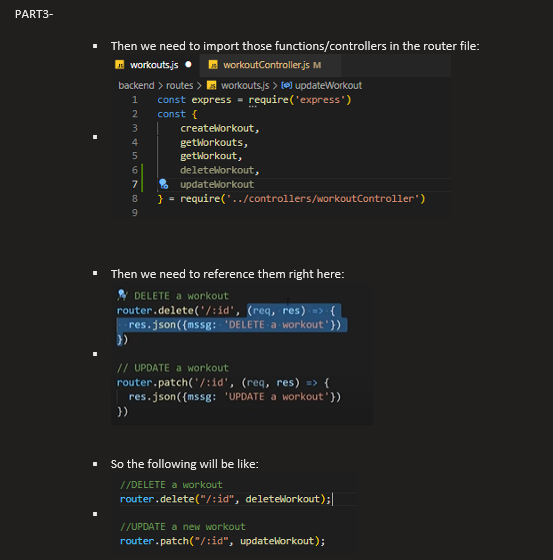 PART3-
Then we need to import those functions/controllers in the router file:
workouts.js ● workoutController.js M
backend > routes > workouts.js > updateWorkout
1 const express = require('express')
2 const {
3 createWorkout,
4 getWorkouts,
5 getWorkout,
6 deleteWorkout,
7 updateWorkout
8 } = require('../controllers/workoutController')
9
Then we need to reference them right here:
// DELETE a workout
router.delete('/:id', (req, res) => {
res.json({mssg: 'DELETE a workout'})
})
// UPDATE a workout
router.patch('/:id', (req, res) => {
res.json({mssg: 'UPDATE a workout'})
})
So the following will be like:
//DELETE a workout
router.delete("/:id", deleteWorkout);
//UPDATE a new workout
router.patch("/:id", updateWorkout);